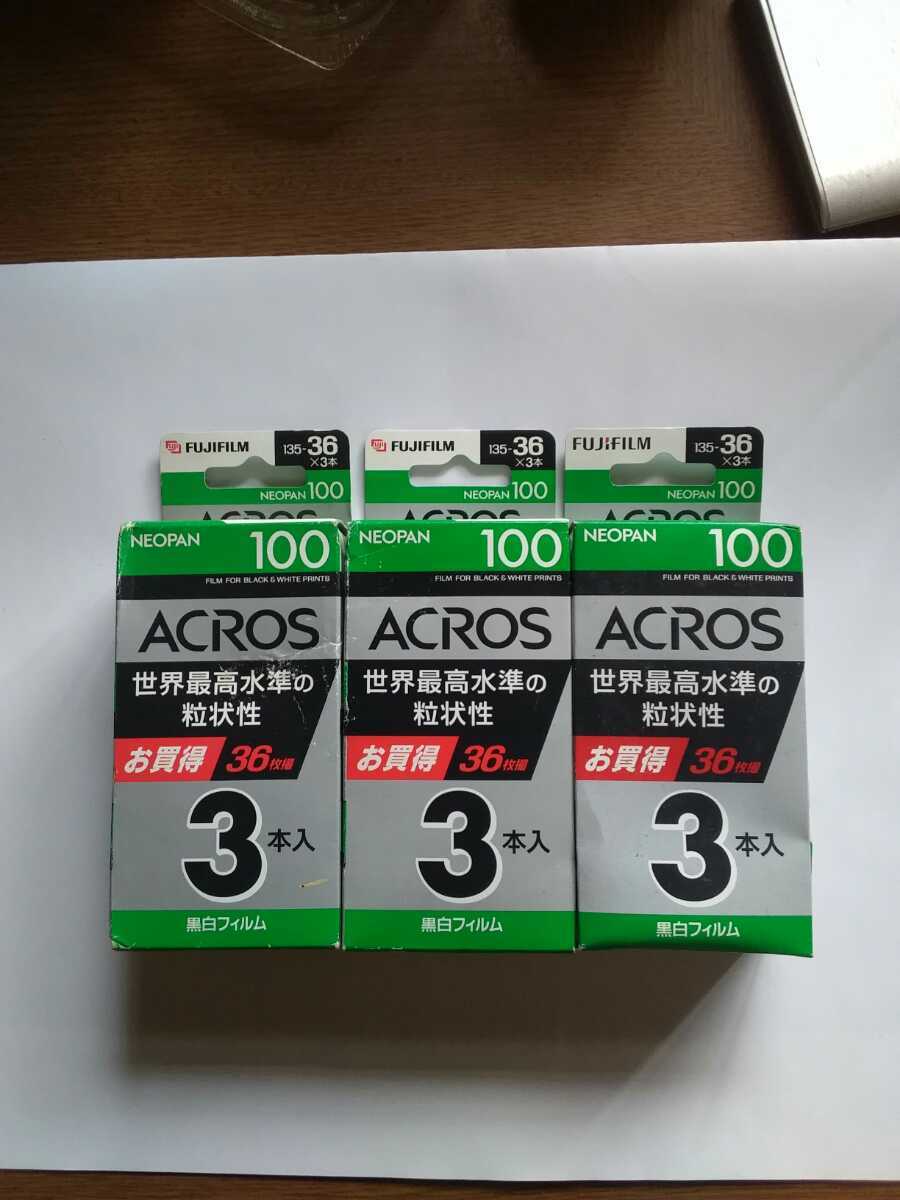 Fuji FUJIFILM 135-36
×3本
NEOPAN 100
ACROS
NEOPAN 100
FILM FOR BLACK & WHITE PRINTS
ACROS
世界最高水準の
粒状性
お買得 36枚撮
3本入
黒白フィルム
Fuji FUJIFILM 135-36
×3本
NEOPAN 100
ACROS
NEOPAN 100
FILM FOR BLACK & WHITE PRINTS
ACROS
世界最高水準の
粒状性
お買得 36枚撮
3本入
黒白フィルム
FUJIFILM 135-36
×3本
NEOPAN 100
ACROS
NEOPAN 100
FILM FOR BLACK & WHITE PRINTS
ACROS
世界最高水準の
粒状性
お買得 36枚撮
3本入
黒白フィルム